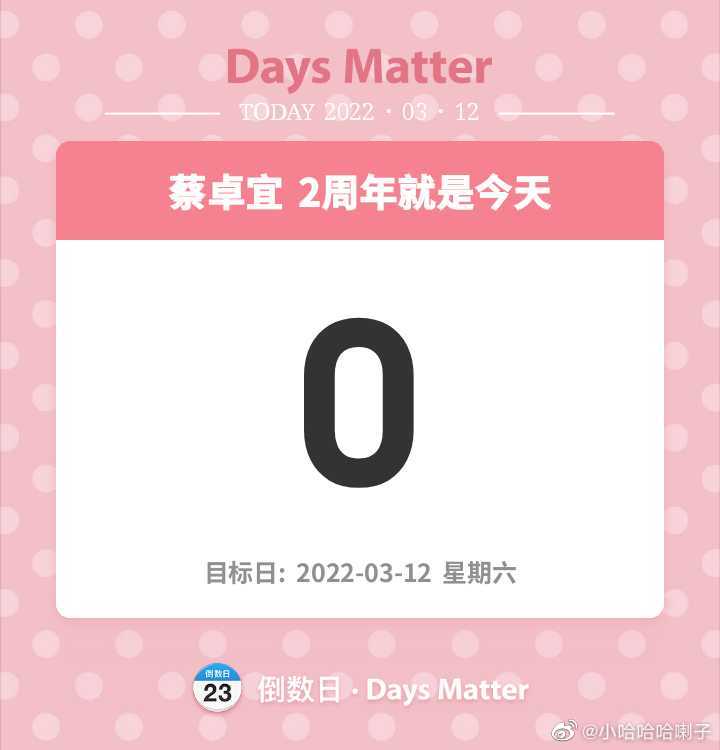 Days Matter
TODAY 2022 · 03 · 12
蔡卓宜 2周年就是今天
0
目标日: 2022-03-12 星期六
倒数日
23
倒数日 · Days Matter
@小哈哈哈喇子